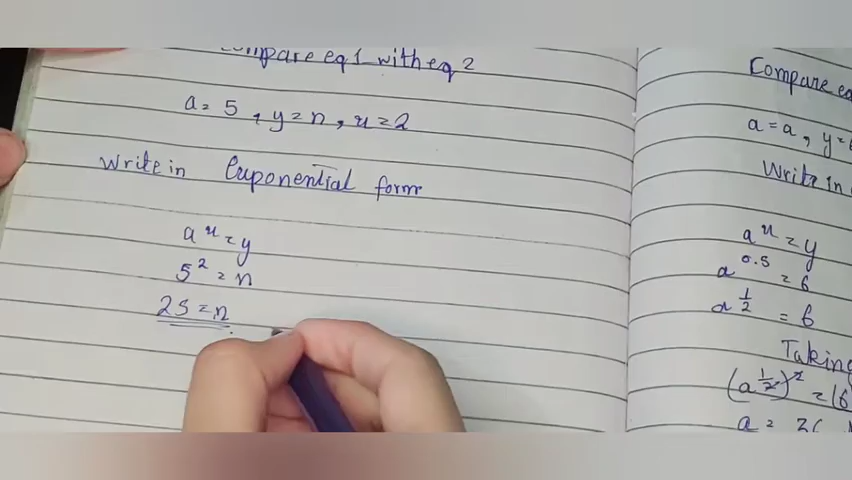 Compare eq 1 with eq 2
a = 5 , y = n , x = 2
Write in Exponential form
a^x = y
5^2 = n
25 = n
Compare eq
a = a, y =
Write in
a^x = y
a^0.5 = 6
a^1/2 = 6
Taking
(a^1/2)^2 = (6
a =